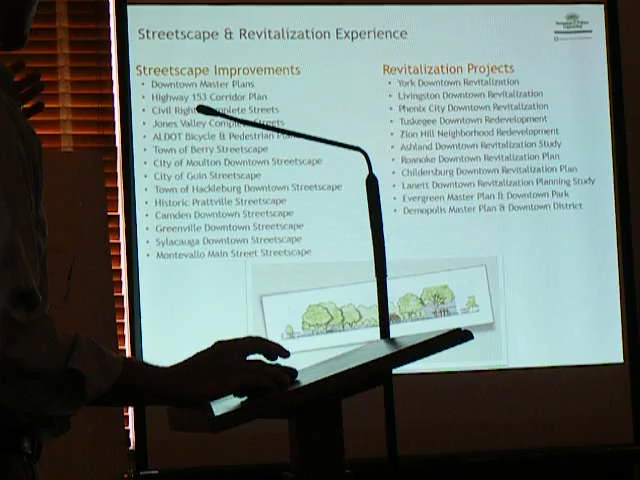 Streetscape & Revitalization Experience
Streetscape Improvements
• Downtown Master Plans
• Highway 153 Corridor Plan
• Civil Complete Streets
• Jones Valley Complete Streets
• ALDOT Bicycle & Pedestrian
• Town of Berry Streetscape
• City of Moulton Downtown Streetscape
• City of Guin Streetscape
• Town of Hackleburg Downtown Streetscape
• Historic Prattville Streetscape
• Camden Downtown Streetscape
• Greenville Downtown Streetscape
• Sylacauga Downtown Streetscape
• Montevallo Main Street Streetscape
Revitalization Projects
• York Downtown Revitalization
• Livingston Downtown Revitalization
• Phenix City Downtown Revitalization
• Tuskegee Downtown Redevelopment
• Zion Hill Neighborhood Redevelopment
• Ashland Downtown Revitalization Study
• Roanoke Downtown Revitalization Plan
• Childersburg Downtown Revitalization Plan
• Lanett Downtown Revitalization Planning Study
• Evergreen Master Plan & Downtown Park
• Demopolis Master Plan & Downtown District